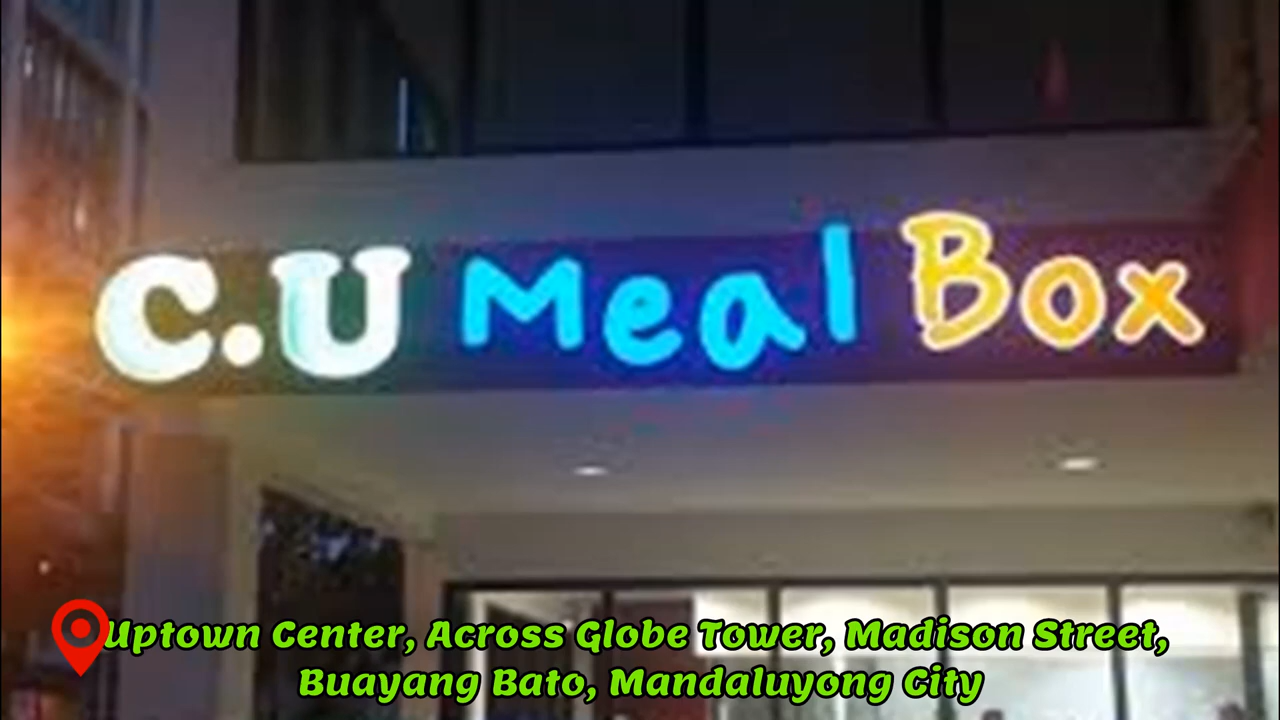 C.U Meal Box
Uptown Center, Across Globe Tower, Madison Street,
Buayang Bato, Mandaluyong City